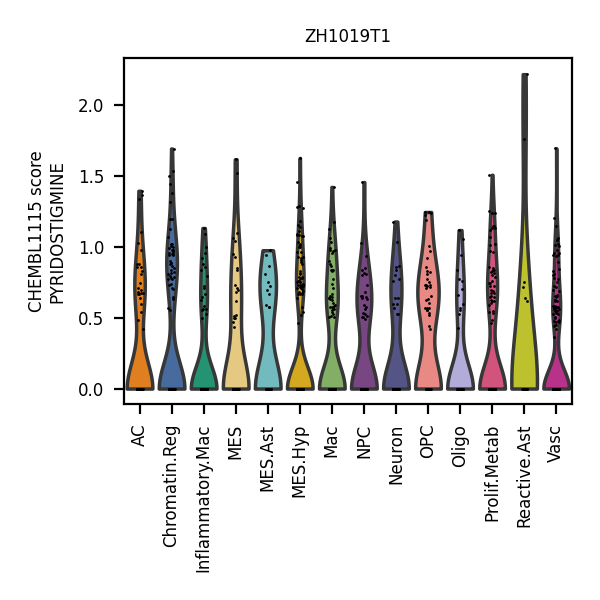 ZH1019T1
CHEMBL1115 score
PYRIDOSTIGMINE
2.0
1.5
1.0
0.5
0.0
AC
Chromatin.Reg
Inflammatory.Mac
MES
MES.Ast
MES.Hyp
Mac
NPC
Neuron
OPC
Oligo
Prolif.Metab
Reactive.Ast
Vasc